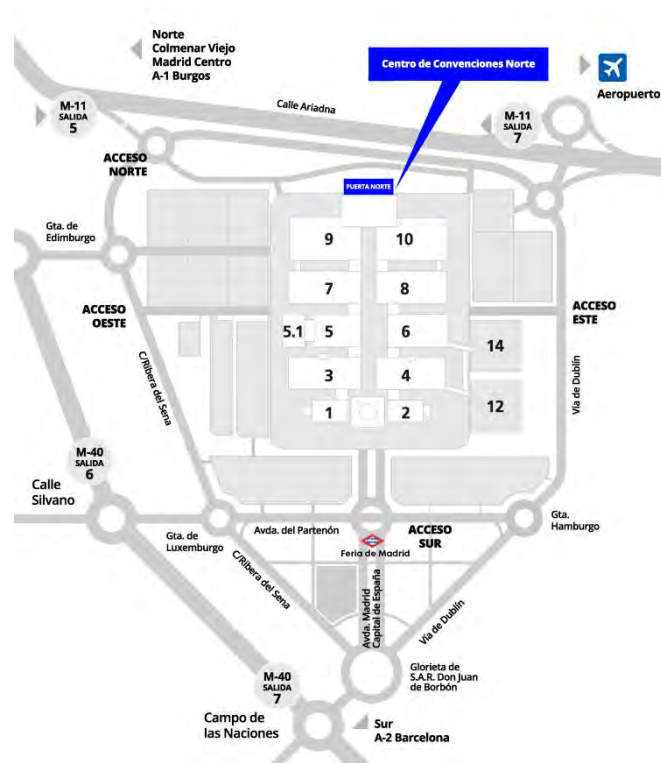 Norte
Colmenar Viejo
Madrid Centro
A-1 Burgos
Centro de Convenciones Norte
Aeropuerto
M-11
SALIDA
5
Calle Ariadna
M-11
SALIDA
7
ACCESO
NORTE
PUERTA NORTE
Gta. de
Edimburgo
9
10
7
8
ACCESO
OESTE
ACCESO
ESTE
5.1
5
6
14
3
4
12
1
2
C/Ribera del Sena
Vía de Dublín
M-40
SALIDA
6
Calle
Silvano
Gta. de
Luxemburgo
Avda. del Partenón
ACCESO
SUR
Gta.
Hamburgo
Feria de Madrid
C/Ribera del Sena
Avda. Madrid
Capital de España
Vía de Dublín
Glorieta de
S.A.R. Don Juan
de Borbón
M-40
SALIDA
7
Campo de
las Naciones
Sur
A-2 Barcelona